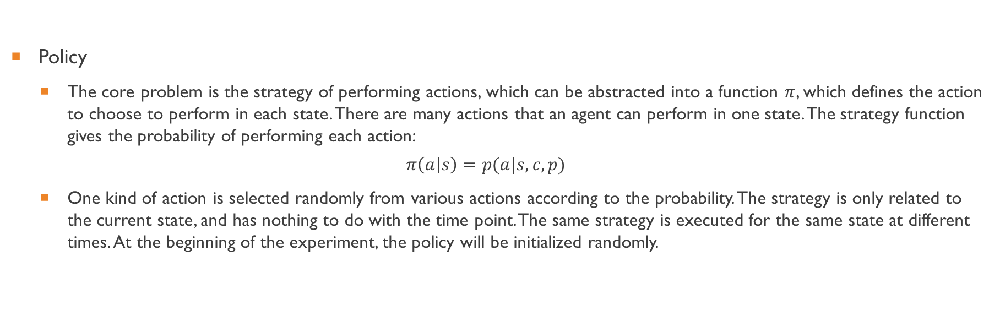 Policy
The core problem is the strategy of performing actions, which can be abstracted into a function π, which defines the action
to choose to perform in each state. There are many actions that an agent can perform in one state. The strategy function
gives the probability of performing each action:
π(a|s) = p(a|s, c, p)
One kind of action is selected randomly from various actions according to the probability. The strategy is only related to
the current state, and has nothing to do with the time point. The same strategy is executed for the same state at different
times. At the beginning of the experiment, the policy will be initialized randomly.